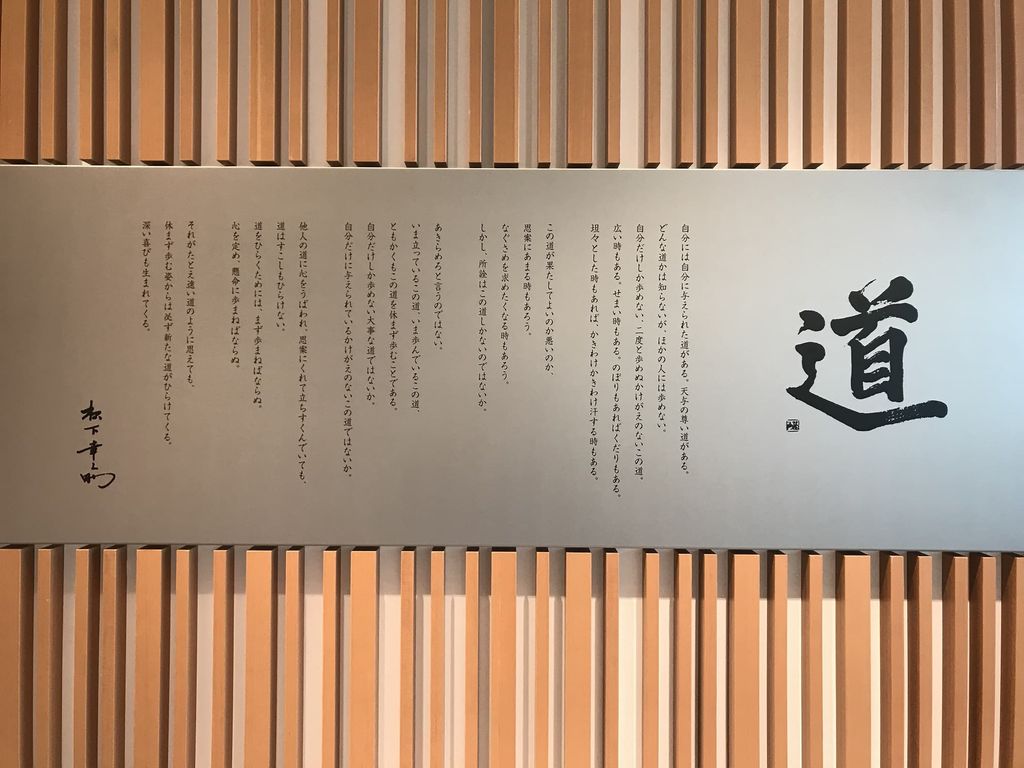 道
自分には自分に与えられた道がある。天与の尊い道がある。
どんな道かは知らないが、ほかの人には歩めない。
自分だけしか歩めない、二度と歩めぬかけがえのないこの道。
広い時もある。せまい時もある。のぼりもあればくだりもある。
坦々とした時もあれば、かきわけかきわけ汗する時もある。
この道が果たしてよいのか悪いのか、
思案にあまる時もあろう。
なぐさめを求めたくなる時もあろう。
しかし、所詮はこの道しかないのではないか。
あきらめろと言うのではない。
いま立っているこの道、いま歩んでいるこの道、
ともかくもこの道を休まず歩むことである。
自分だけしか歩めない大事な道ではないか。
自分だけに与えられているかけがえのないこの道ではないか。
他人の道に心をうばわれ、思案にくれて立ちすくんでいても、
道はすこしもひらけない。
道をひらくためには、まず歩まねばならぬ。
心を定め、懸命に歩まねばならぬ。
それがたとえ遠い道のように思えても、
休まず歩む姿からは必ず新たな道がひらけてくる。
深い喜びも生まれてくる。
松下幸之助